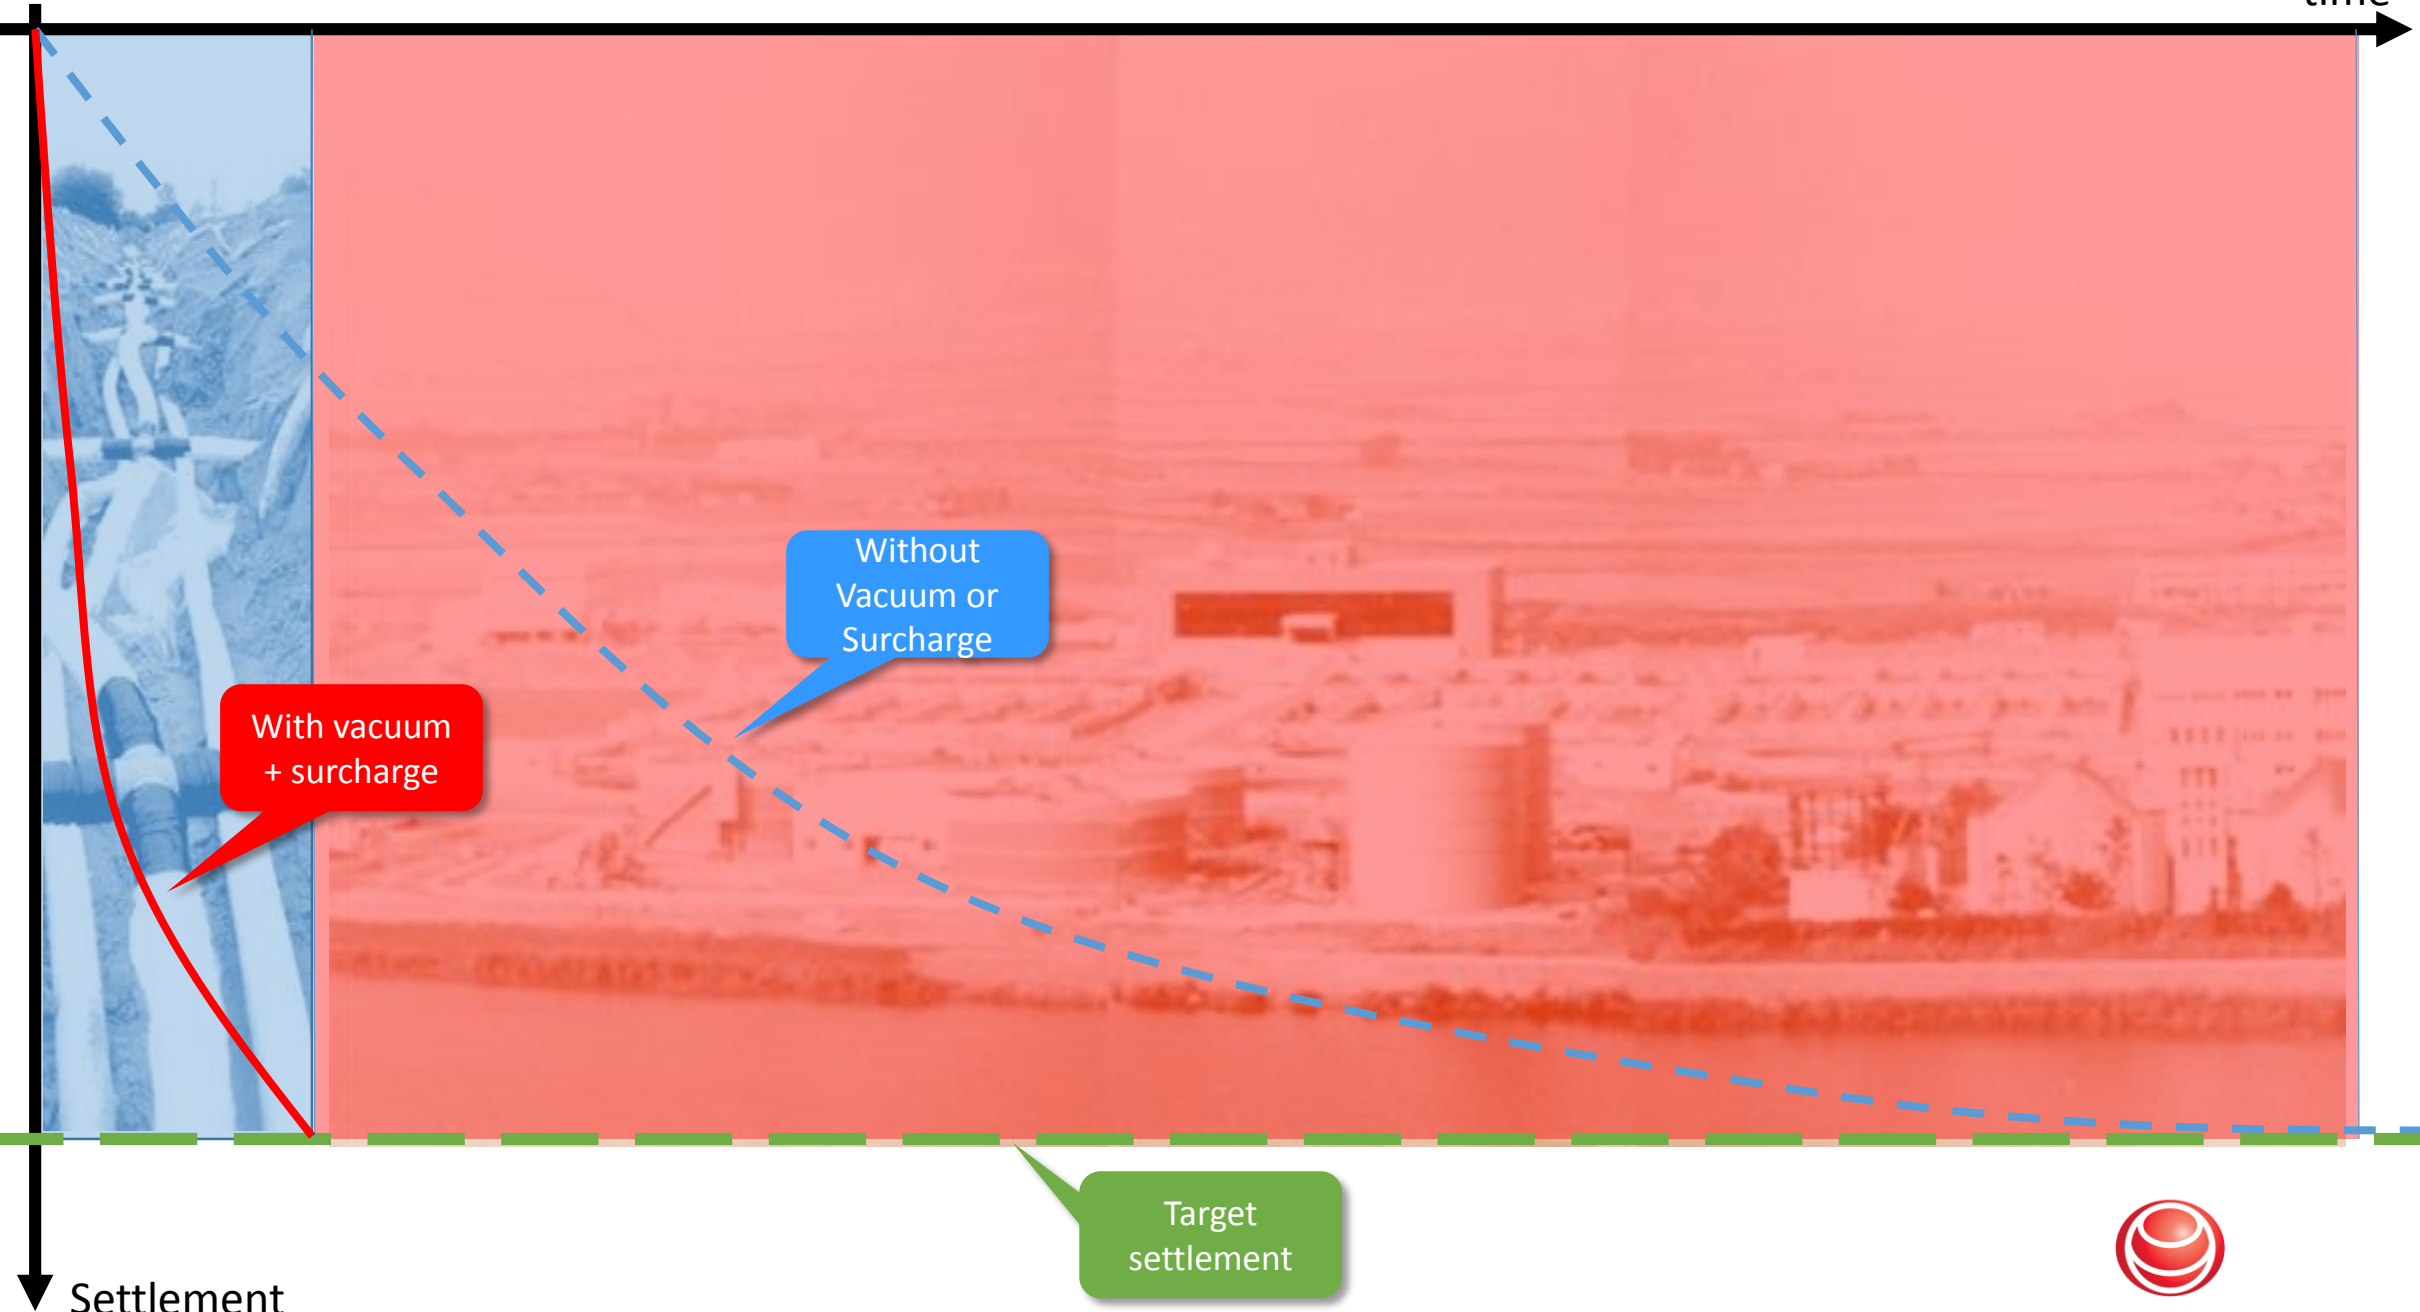 time
Without
Vacuum or
Surcharge
With vacuum
+ surcharge
Target
settlement
Settlement